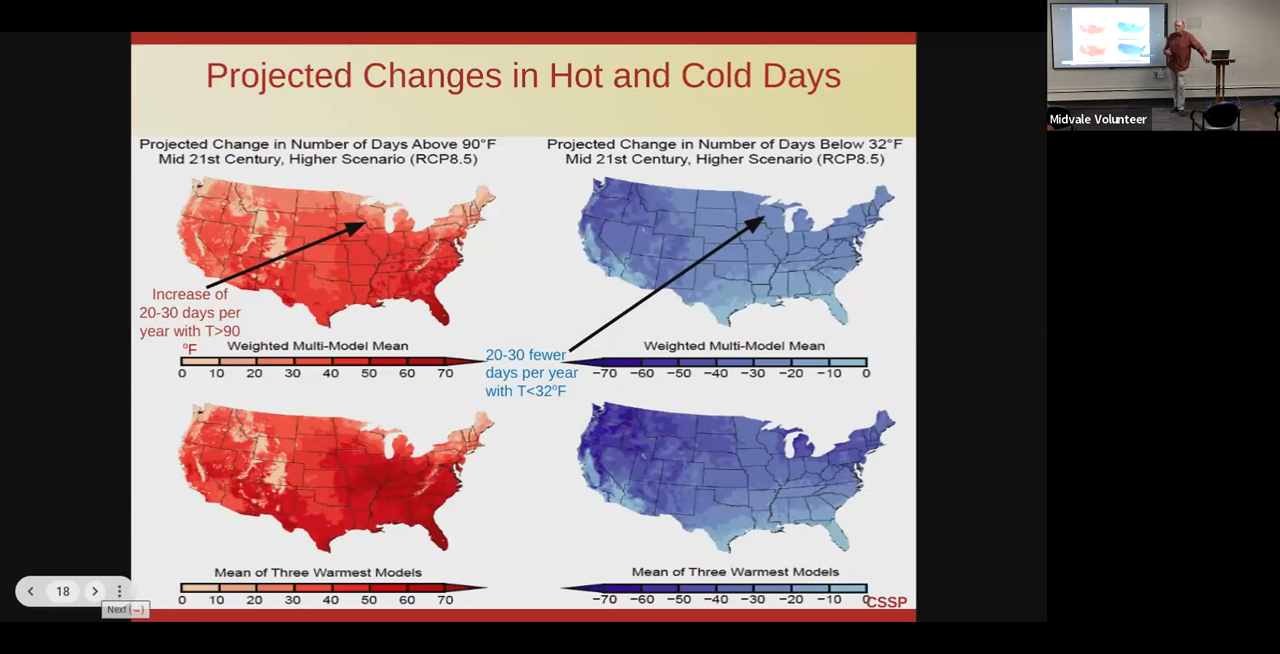 Projected Changes in Hot and Cold Days
Projected Change in Number of Days Above 90°F
Mid 21st Century, Higher Scenario (RCP8.5)
Projected Change in Number of Days Below 32°F
Mid 21st Century, Higher Scenario (RCP8.5)
Increase of
20-30 days per
year with T>90
ºF
Weighted Multi-Model Mean
0 10 20 30 40 50 60 70
20-30 fewer
days per year
with T<32ºF
Weighted Multi-Model Mean
−70 −60 −50 −40 −30 −20 −10 0
Mean of Three Warmest Models
0 10 20 30 40 50 60 70
Mean of Three Warmest Models
−70 −60 −50 −40 −30 −20 −10 0
CSSP
18
Next (→)
Midvale Volunteer